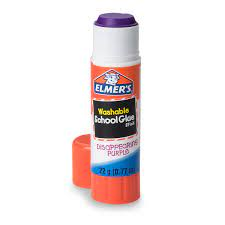 ELMER'S
Washable
School Glue
STICK
DISAPPEARING
PURPLE
22 g (0.77 oz)